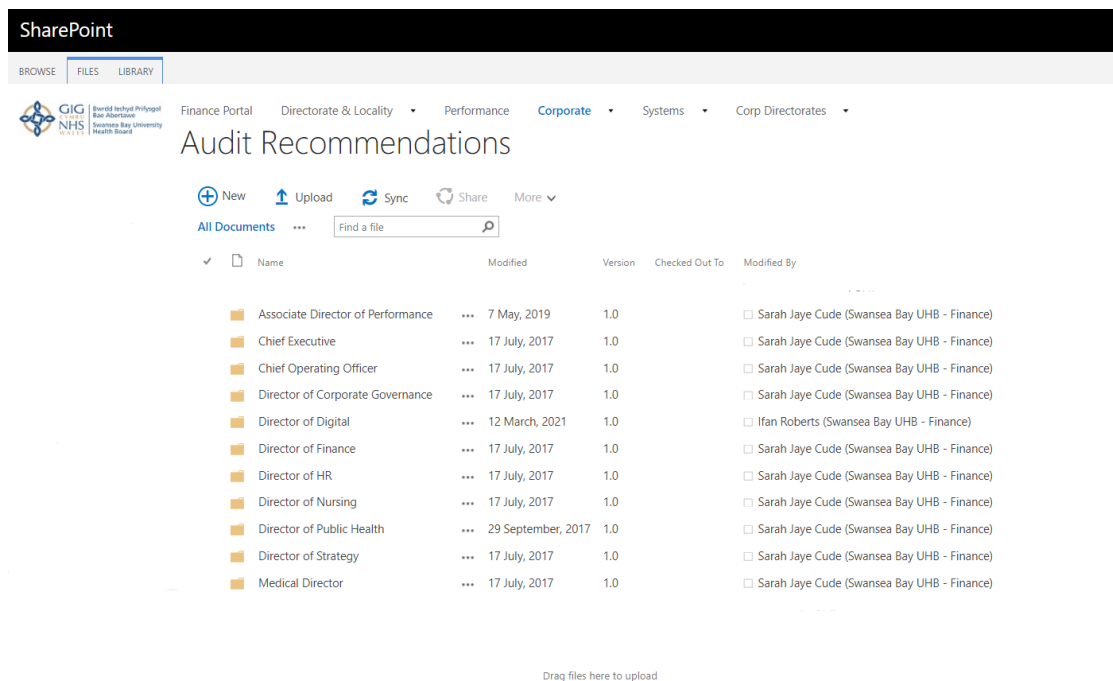 SharePoint
BROWSE FILES LIBRARY
GIG CYMRU NHS WALES
Bwrdd Iechyd Prifysgol
Bae Abertawe
Swansea Bay University
Health Board
Finance Portal Directorate & Locality Performance Corporate Systems Corp Directorates
Audit Recommendations
New Upload Sync Share More
All Documents ••• Find a file
Name Modified Version Checked Out To Modified By
Associate Director of Performance ••• 7 May, 2019 1.0 Sarah Jaye Cude (Swansea Bay UHB - Finance)
Chief Executive ••• 17 July, 2017 1.0 Sarah Jaye Cude (Swansea Bay UHB - Finance)
Chief Operating Officer ••• 17 July, 2017 1.0 Sarah Jaye Cude (Swansea Bay UHB - Finance)
Director of Corporate Governance ••• 17 July, 2017 1.0 Sarah Jaye Cude (Swansea Bay UHB - Finance)
Director of Digital ••• 12 March, 2021 1.0 Ifan Roberts (Swansea Bay UHB - Finance)
Director of Finance ••• 17 July, 2017 1.0 Sarah Jaye Cude (Swansea Bay UHB - Finance)
Director of HR ••• 17 July, 2017 1.0 Sarah Jaye Cude (Swansea Bay UHB - Finance)
Director of Nursing ••• 17 July, 2017 1.0 Sarah Jaye Cude (Swansea Bay UHB - Finance)
Director of Public Health ••• 29 September, 2017 1.0 Sarah Jaye Cude (Swansea Bay UHB - Finance)
Director of Strategy ••• 17 July, 2017 1.0 Sarah Jaye Cude (Swansea Bay UHB - Finance)
Medical Director ••• 17 July, 2017 1.0 Sarah Jaye Cude (Swansea Bay UHB - Finance)
Drag files here to upload